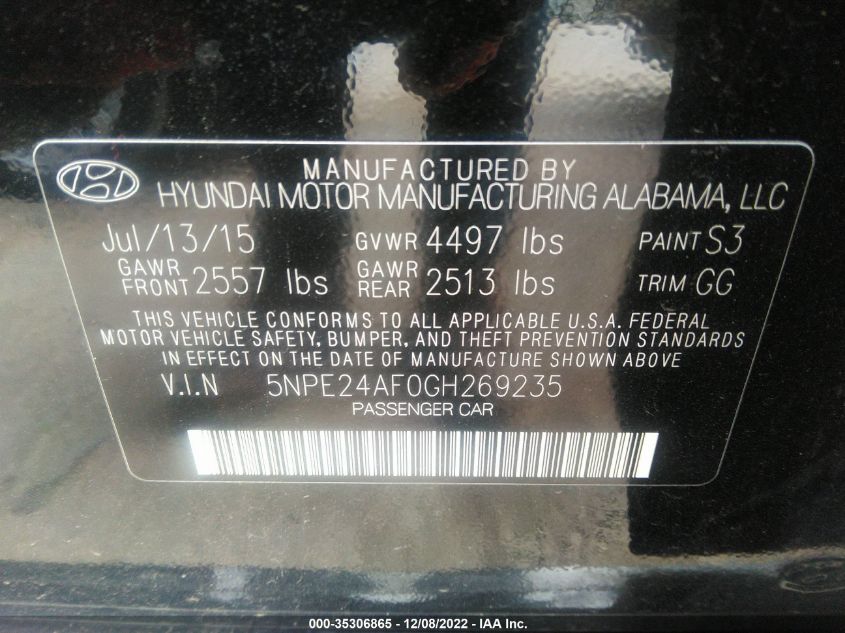 MANUFACTURED BY
HYUNDAI MOTOR MANUFACTURING ALABAMA, LLC
Jul/13/15 GVWR 4497 lbs PAINT S3
GAWR FRONT 2557 lbs GAWR REAR 2513 lbs TRIM GG
THIS VEHICLE CONFORMS TO ALL APPLICABLE U.S.A. FEDERAL
MOTOR VEHICLE SAFETY, BUMPER, AND THEFT PREVENTION STANDARDS
IN EFFECT ON THE DATE OF MANUFACTURE SHOWN ABOVE
V.I.N 5NPE24AF0GH269235
PASSENGER CAR
000-35306865 - 12/08/2022 - IAA Inc.